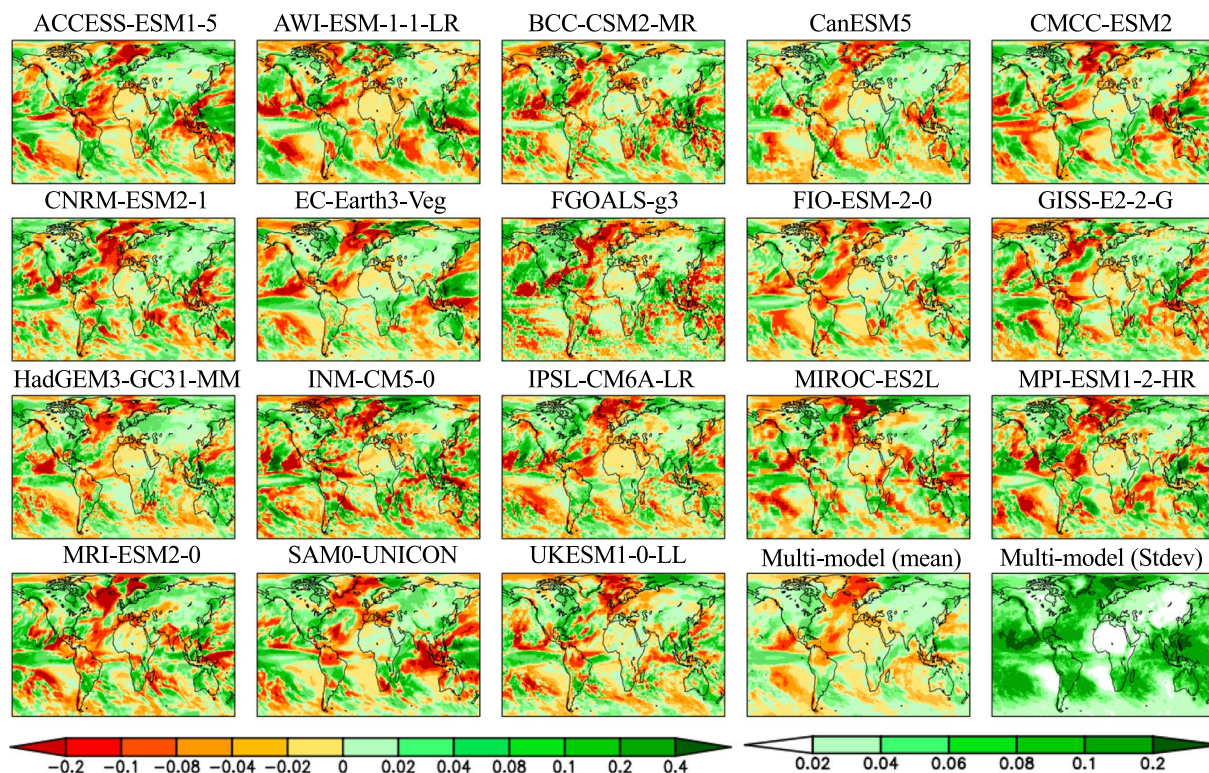 ACCESS-ESM1-5 AWI-ESM-1-1-LR BCC-CSM2-MR CanESM5 CMCC-ESM2
CNRM-ESM2-1 EC-Earth3-Veg FGOALS-g3 FIO-ESM-2-0 GISS-E2-2-G
HadGEM3-GC31-MM INM-CM5-0 IPSL-CM6A-LR MIROC-ES2L MPI-ESM1-2-HR
MRI-ESM2-0 SAM0-UNICON UKESM1-0-LL Multi-model (mean) Multi-model (Stdev)
-0.2 -0.1 -0.08 -0.04 -0.02 0 0.02 0.04 0.08 0.1 0.2 0.4 0.02 0.04 0.06 0.08 0.1 0.2